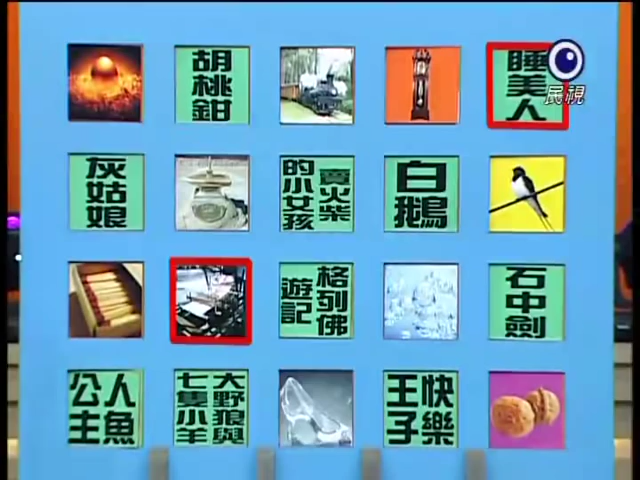 胡桃鉗
睡美人
民視
灰姑娘
賣火柴的小女孩
白鵝
格列佛遊記
石中劍
人魚公主
大野狼與七隻小羊
快樂王子